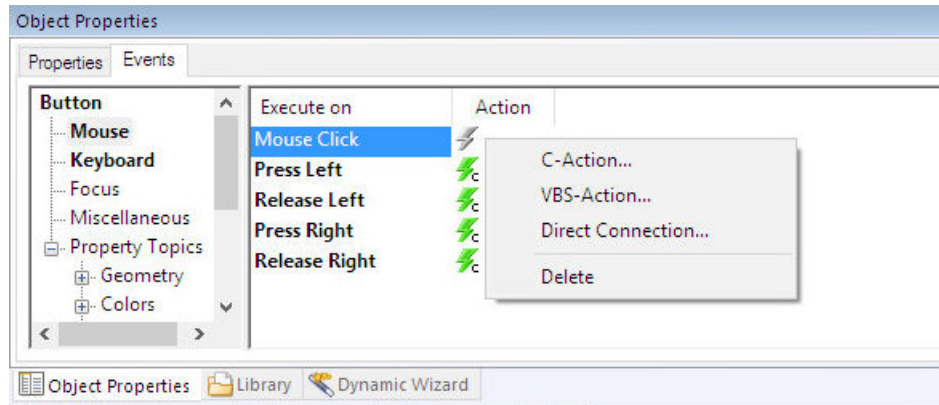 Object Properties
Properties Events
Button
Mouse
Keyboard
Focus
Miscellaneous
Property Topics
Geometry
Colors
Execute on Action
Mouse Click
Press Left
Release Left
Press Right
Release Right
C
C
C
C
C-Action...
VBS-Action...
Direct Connection...
Delete
Object Properties Library Dynamic Wizard